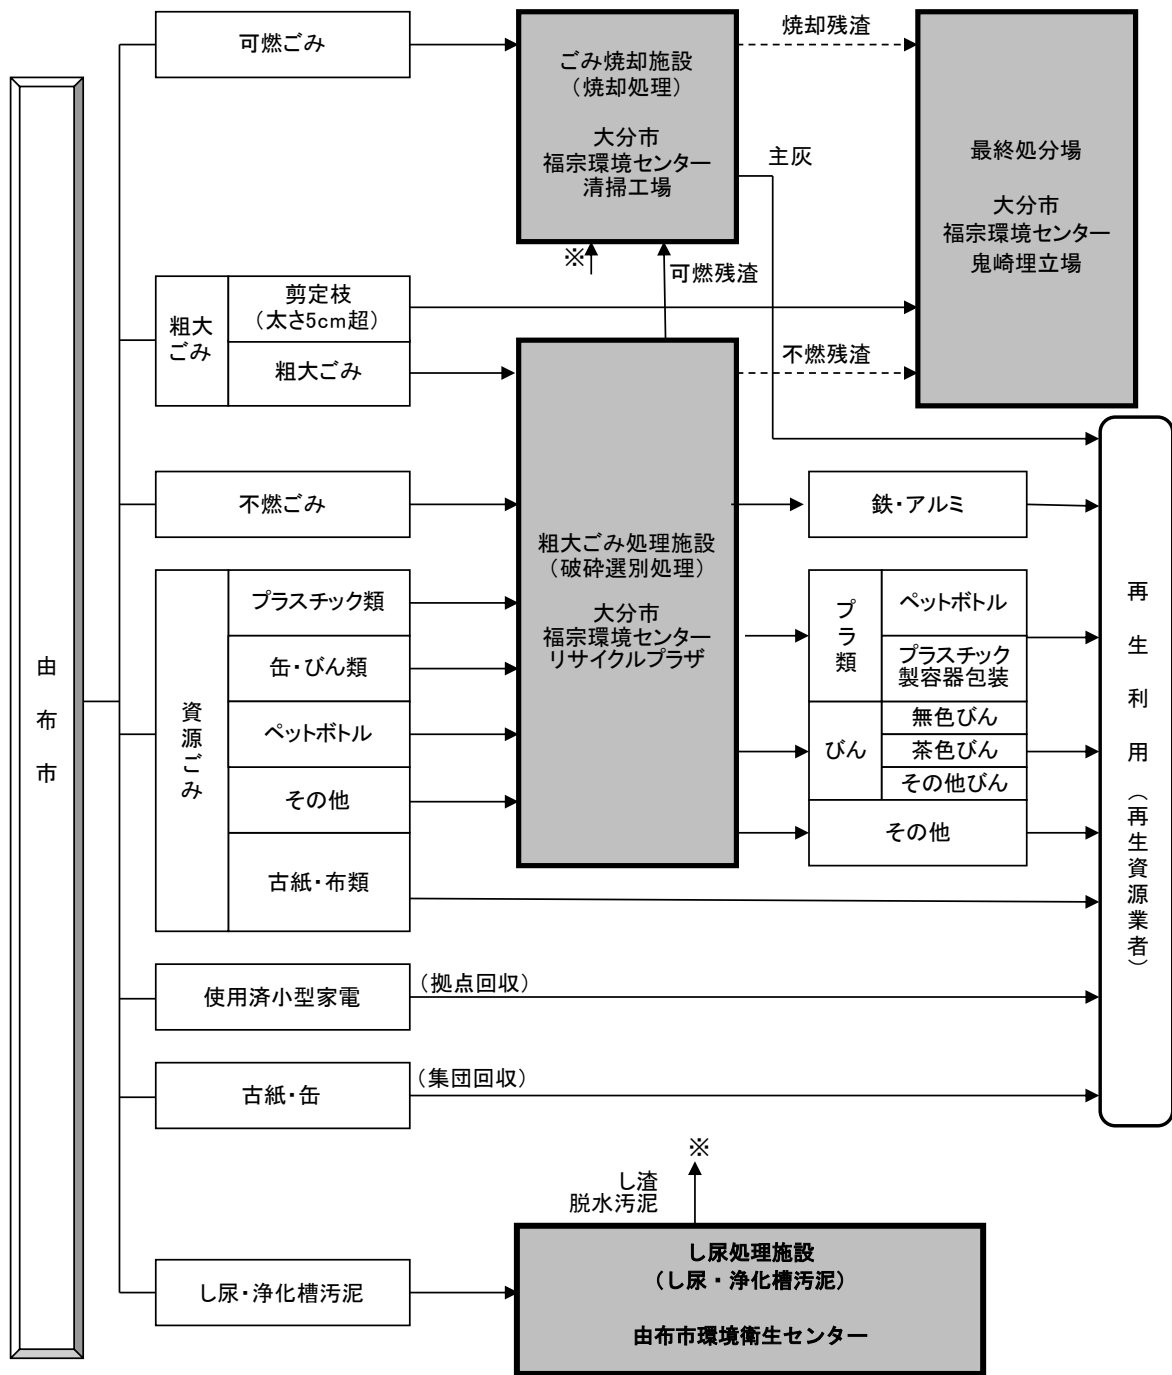 由布市
可燃ごみ
ごみ焼却施設
（焼却処理）
大分市
福宗環境センター
清掃工場
焼却残渣
主灰
最終処分場
大分市
福宗環境センター
鬼崎埋立場
※
可燃残渣
粗大
ごみ
剪定枝
（太さ5cm超）
粗大ごみ
不燃残渣
不燃ごみ
粗大ごみ処理施設
（破砕選別処理）
大分市
福宗環境センター
リサイクルプラザ
鉄・アルミ
資源ごみ
プラスチック類
缶・びん類
ペットボトル
その他
古紙・布類
プラ類
ペットボトル
プラスチック
製容器包装
びん
無色びん
茶色びん
その他びん
その他
再生利用（再生資源業者）
使用済小型家電
（拠点回収）
古紙・缶
（集団回収）
※
し渣
脱水汚泥
し尿・浄化槽汚泥
し尿処理施設
（し尿・浄化槽汚泥）
由布市環境衛生センター